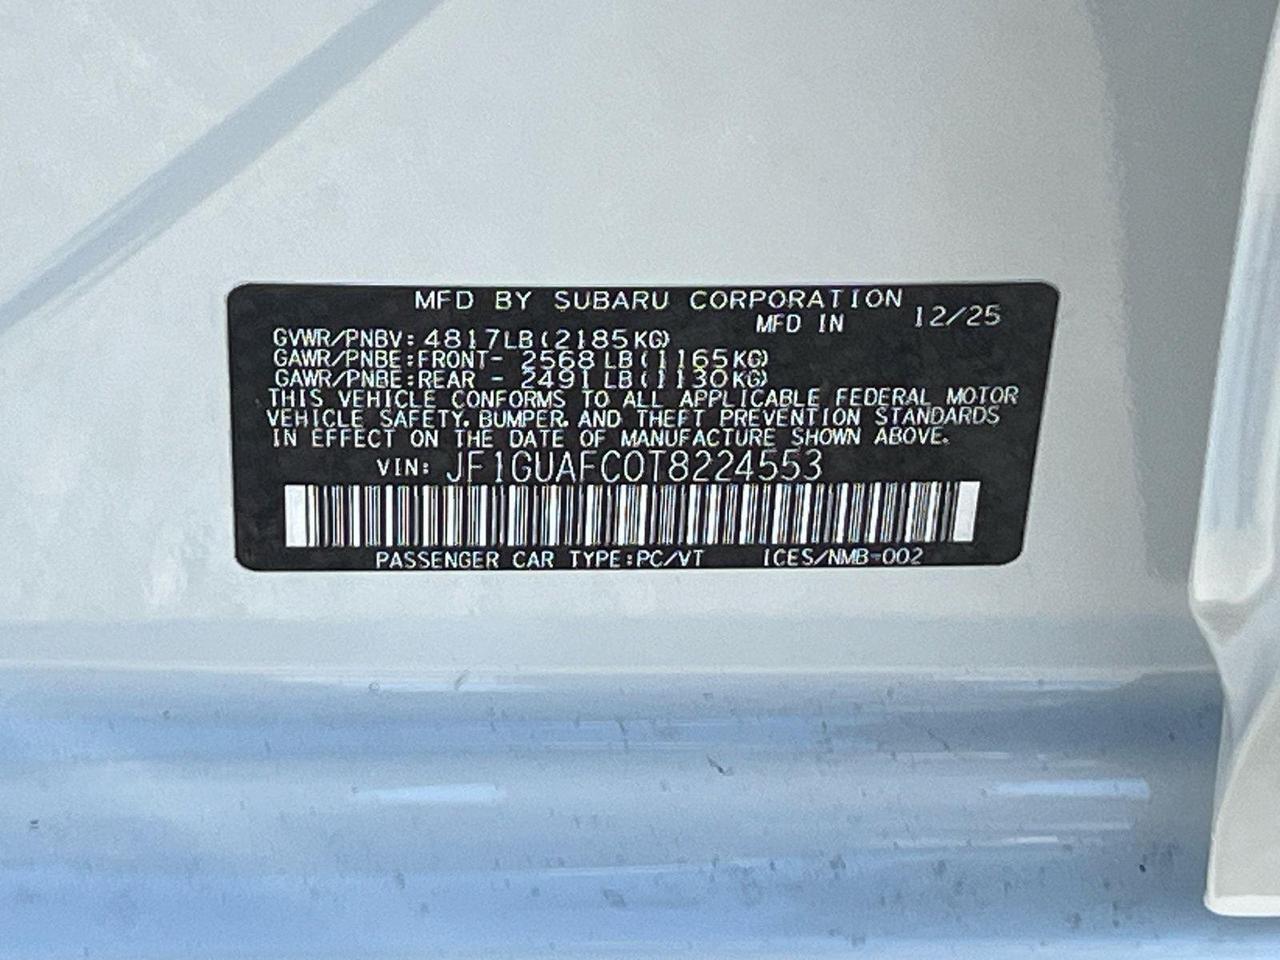 MFD BY SUBARU CORPORATION
MFD IN 12/25
GVWR/PNBV: 4817LB(2185KG)
GAWR/PNBE:FRONT- 2568LB(1165KG)
GAWR/PNBE:REAR - 2491LB(1130KG)
THIS VEHICLE CONFORMS TO ALL APPLICABLE FEDERAL MOTOR
VEHICLE SAFETY, BUMPER, AND THEFT PREVENTION STANDARDS
IN EFFECT ON THE DATE OF MANUFACTURE SHOWN ABOVE.
VIN: JF1GUAFC0T8224553
PASSENGER CAR TYPE:PC/VT ICES/NMB-002